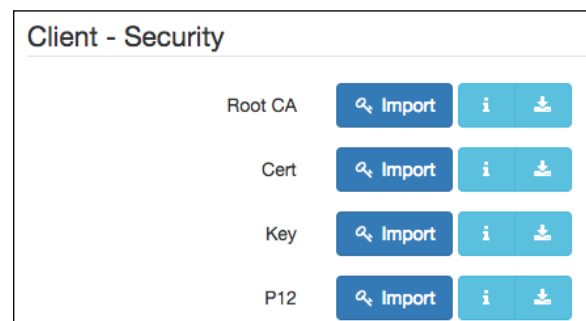 Client - Security
Root CA Import i
Cert Import i
Key Import i
P12 Import i